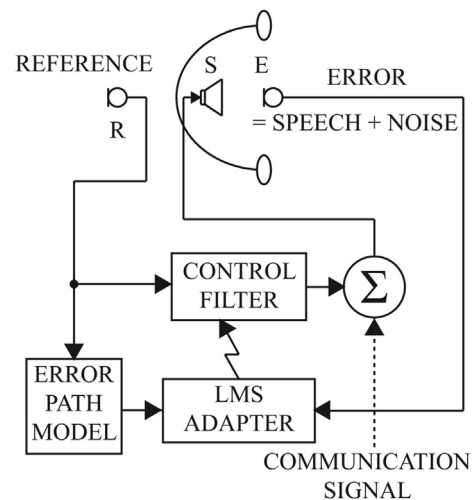 REFERENCE
R
S
E
ERROR
= SPEECH + NOISE
CONTROL
FILTER
Σ
ERROR
PATH
MODEL
LMS
ADAPTER
COMMUNICATION
SIGNAL